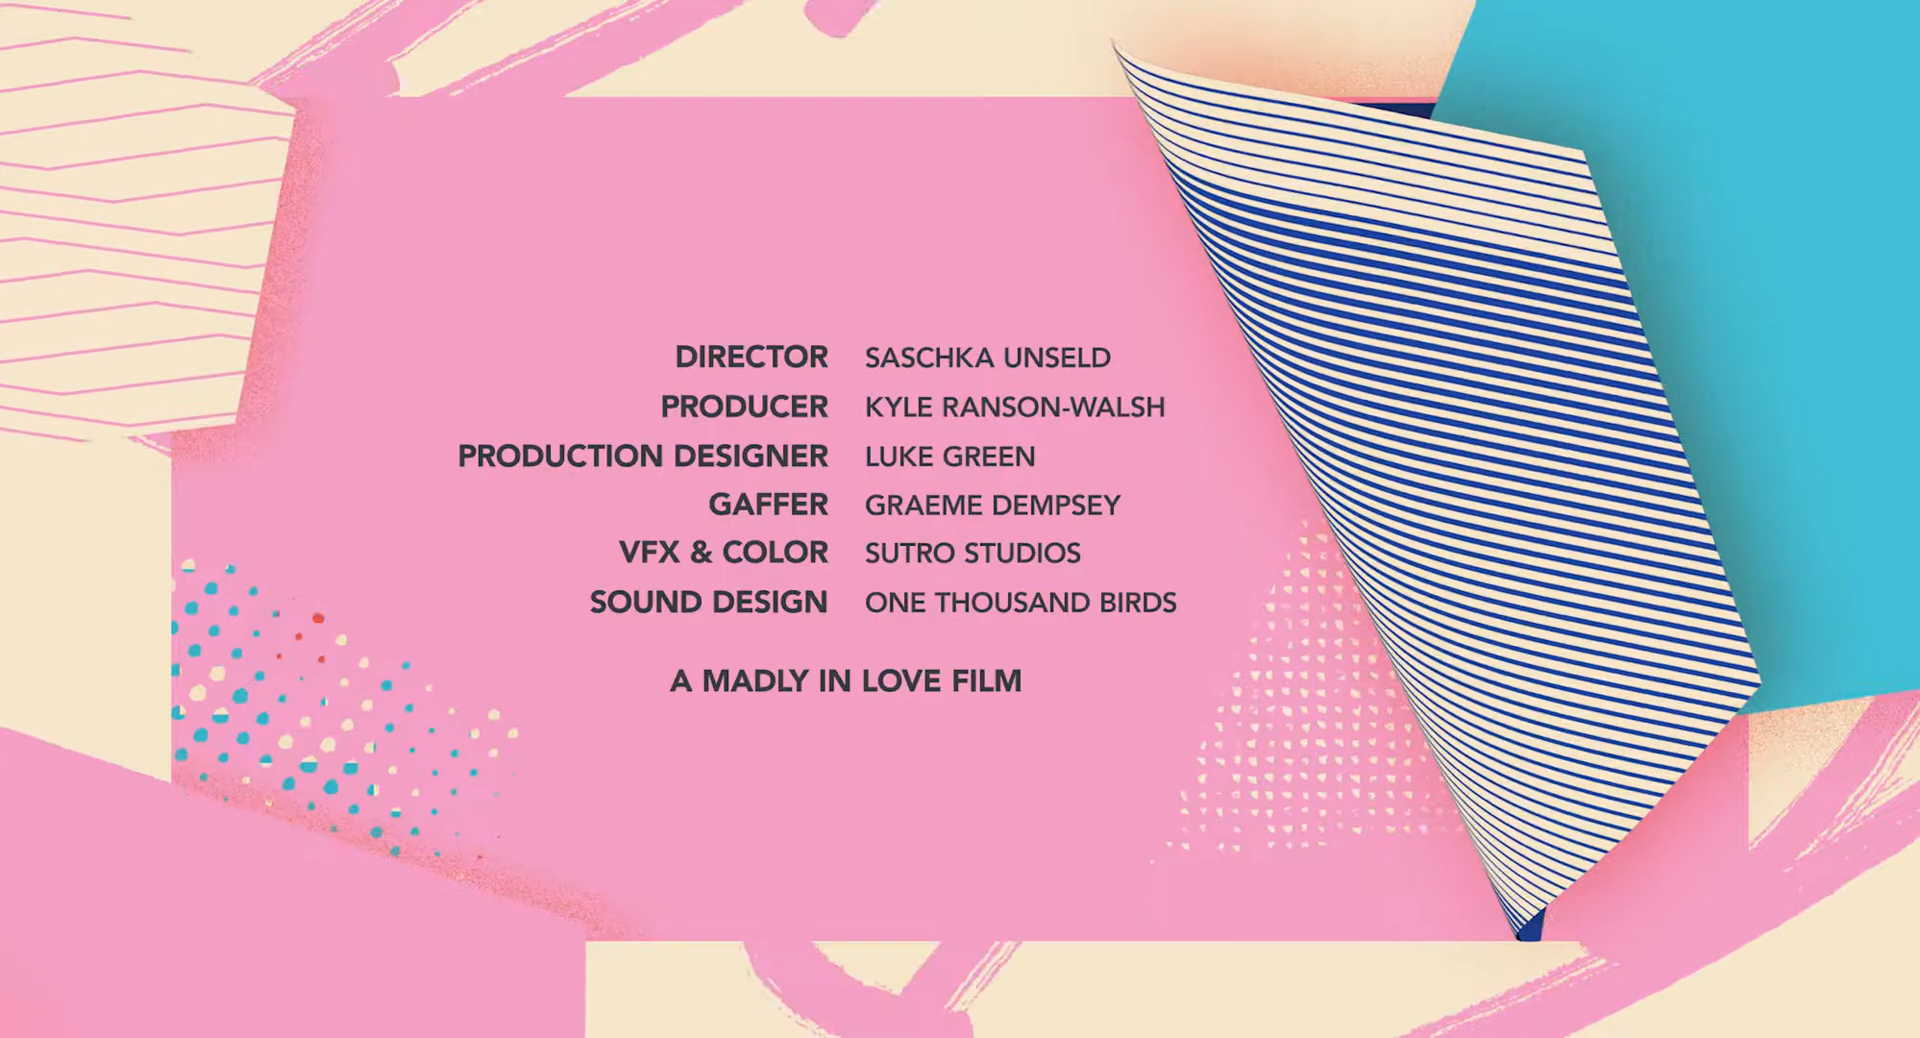 DIRECTOR SASCHKA UNSELD
PRODUCER KYLE RANSON-WALSH
PRODUCTION DESIGNER LUKE GREEN
GAFFER GRAEME DEMPSEY
VFX & COLOR SUTRO STUDIOS
SOUND DESIGN ONE THOUSAND BIRDS
A MADLY IN LOVE FILM